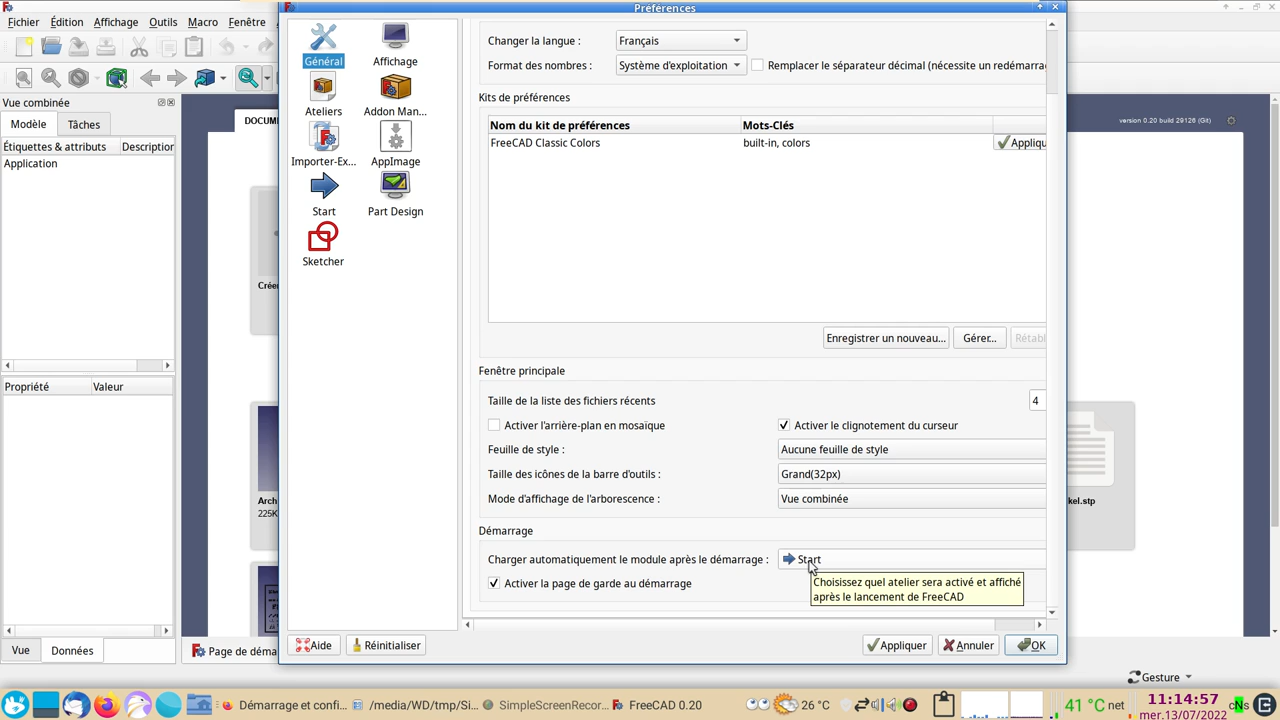 Préférences
Fichier Édition Affichage Outils Macro Fenêtre
Vue combinée
Modèle Tâches
Étiquettes & attributs Description
Application
Propriété Valeur
Vue Données
Général Affichage
Ateliers Addon Man...
Importer-Ex... AppImage
Start Part Design
Sketcher
DOCUM
version 0.20 build 29126 (Git)
Créer
Arch
225K
kel.stp
Page de déma
Changer la langue : Français
Format des nombres : Système d'exploitation Remplacer le séparateur décimal (nécessite un redémarra
Kits de préférences
Nom du kit de préférences Mots-Clés
FreeCAD Classic Colors built-in, colors Appliqu
Enregistrer un nouveau... Gérer... Rétabl
Fenêtre principale
Taille de la liste des fichiers récents 4
Activer l'arrière-plan en mosaïque Activer le clignotement du curseur
Feuille de style : Aucune feuille de style
Taille des icônes de la barre d'outils : Grand(32px)
Mode d'affichage de l'arborescence : Vue combinée
Démarrage
Charger automatiquement le module après le démarrage : Start
Activer la page de garde au démarrage
Choisissez quel atelier sera activé et affiché
après le lancement de FreeCAD
Aide Réinitialiser Appliquer Annuler OK
Gesture
Démarrage et confi... /media/WD/tmp/Si... SimpleScreenRecor... FreeCAD 0.20 26 °C 41 °C net 11:14:57 cNs
mer.13/07/2022